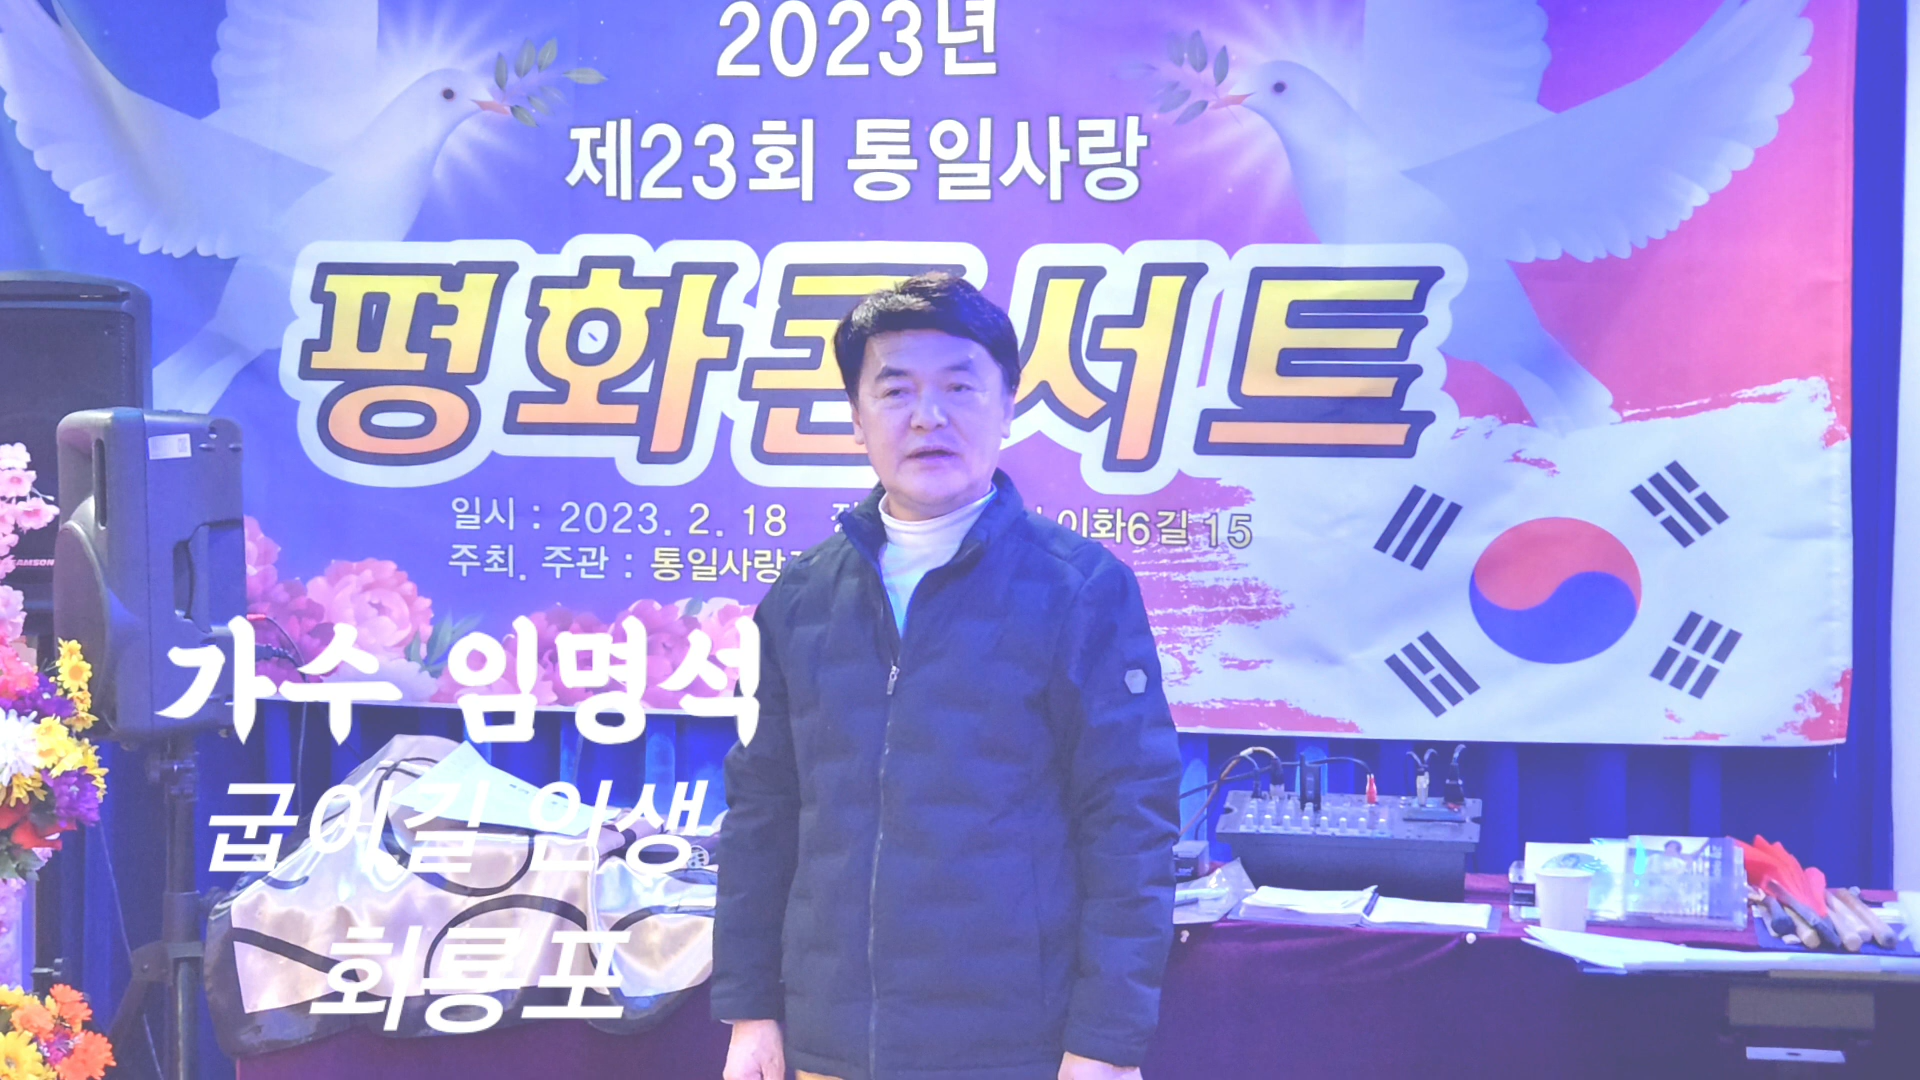 2023년
제23회 통일사랑
평화콘서트
일시 : 2023. 2. 18 이화6길 15
주최. 주관 : 통일사랑
가수 임명석
굽이길 인생
회룡포
SAMSON